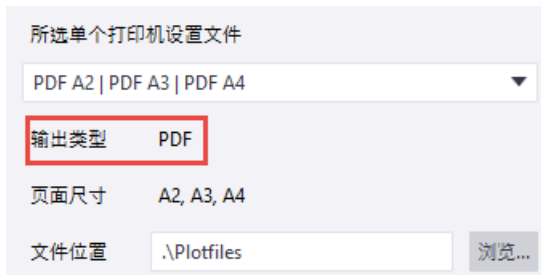 所选单个打印机设置文件
PDF A2 | PDF A3 | PDF A4
输出类型 PDF
页面尺寸 A2, A3, A4
文件位置 .\Plotfiles 浏览...